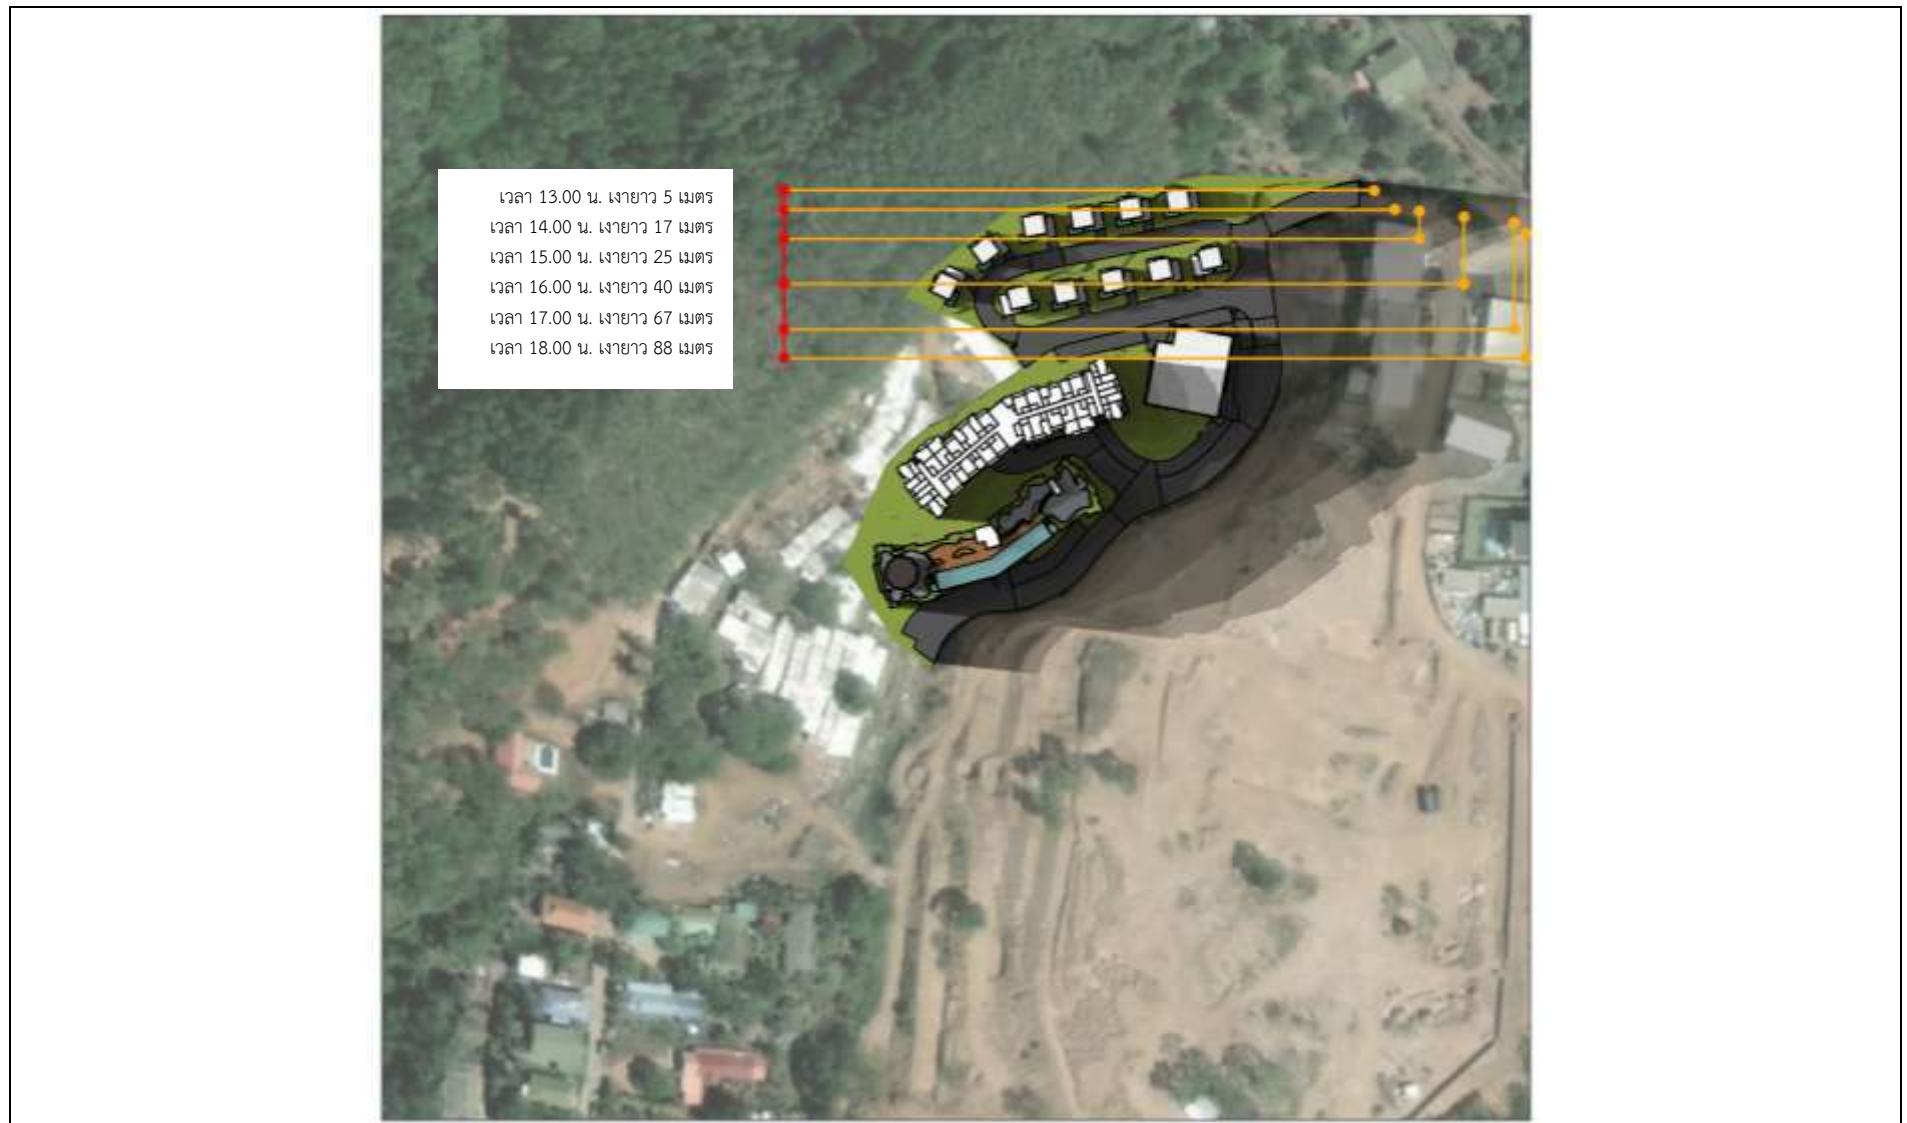 เวลา 13.00 น. เงายาว 5 เมตร
เวลา 14.00 น. เงายาว 17 เมตร
เวลา 15.00 น. เงายาว 25 เมตร
เวลา 16.00 น. เงายาว 40 เมตร
เวลา 17.00 น. เงายาว 67 เมตร
เวลา 18.00 น. เงายาว 88 เมตร